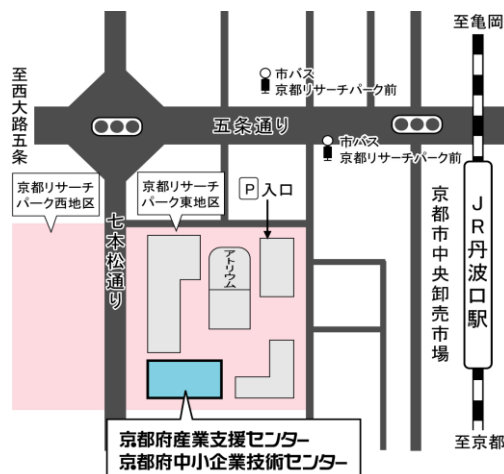 至亀岡
市バス
京都リサーチパーク前
至西大路五条
五条通り
市バス
京都リサーチパーク前
京都リサーチ
パーク西地区
京都リサーチ
パーク東地区
P 入口
七本松通り
アトリウム
京都市中央卸売市場
JR丹波口駅
京都府産業支援センター
京都府中小企業技術センター
至京都